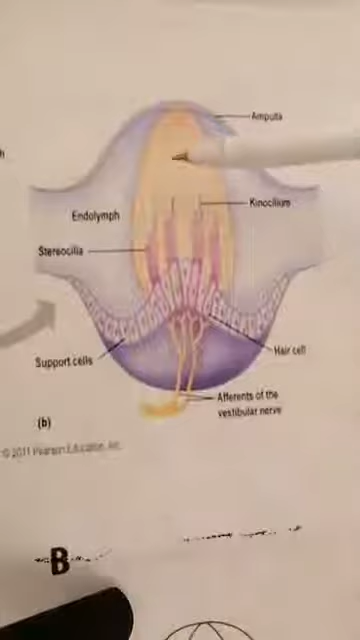 Ampulla
Kinocilium
Endolymph
Stereocilia
Support cells
Hair cell
Afferents of the
vestibular nerve
(b)
© 2011 Pearson Education, Inc.
B